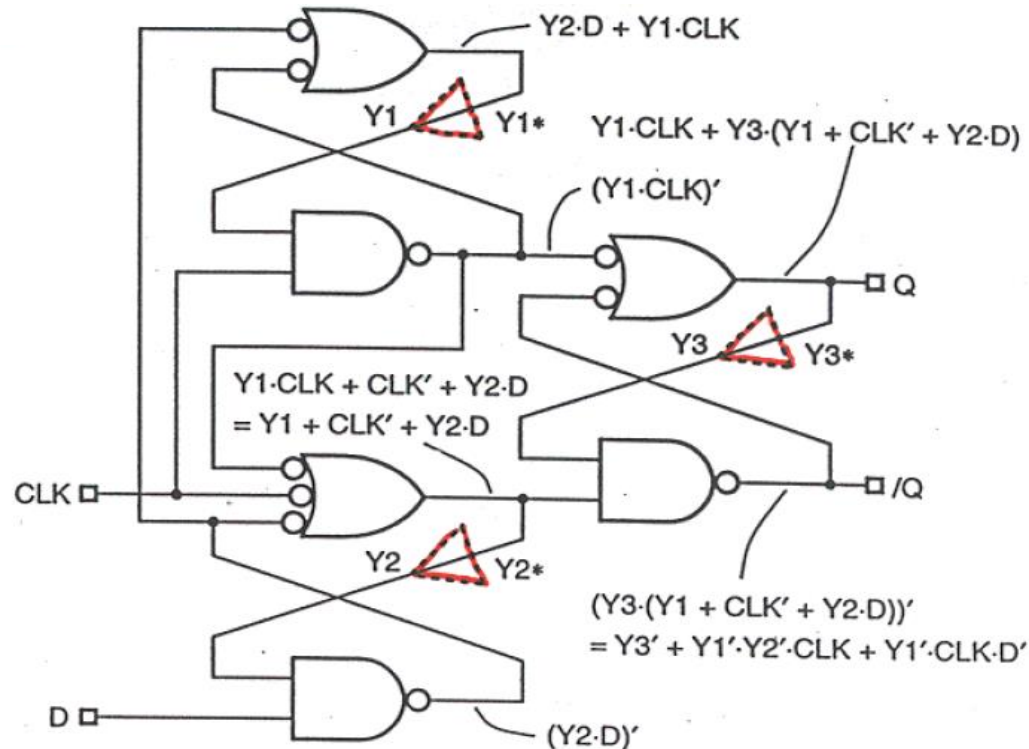 Y2·D + Y1·CLK
Y1
Y1*
Y1·CLK + Y3·(Y1 + CLK′ + Y2·D)
(Y1·CLK)′
Q
Y3
Y3*
Y1·CLK + CLK′ + Y2·D
= Y1 + CLK′ + Y2·D
CLK
/Q
Y2
Y2*
(Y3·(Y1 + CLK′ + Y2·D))′
= Y3′ + Y1′·Y2′·CLK + Y1′·CLK·D′
D
(Y2·D)′